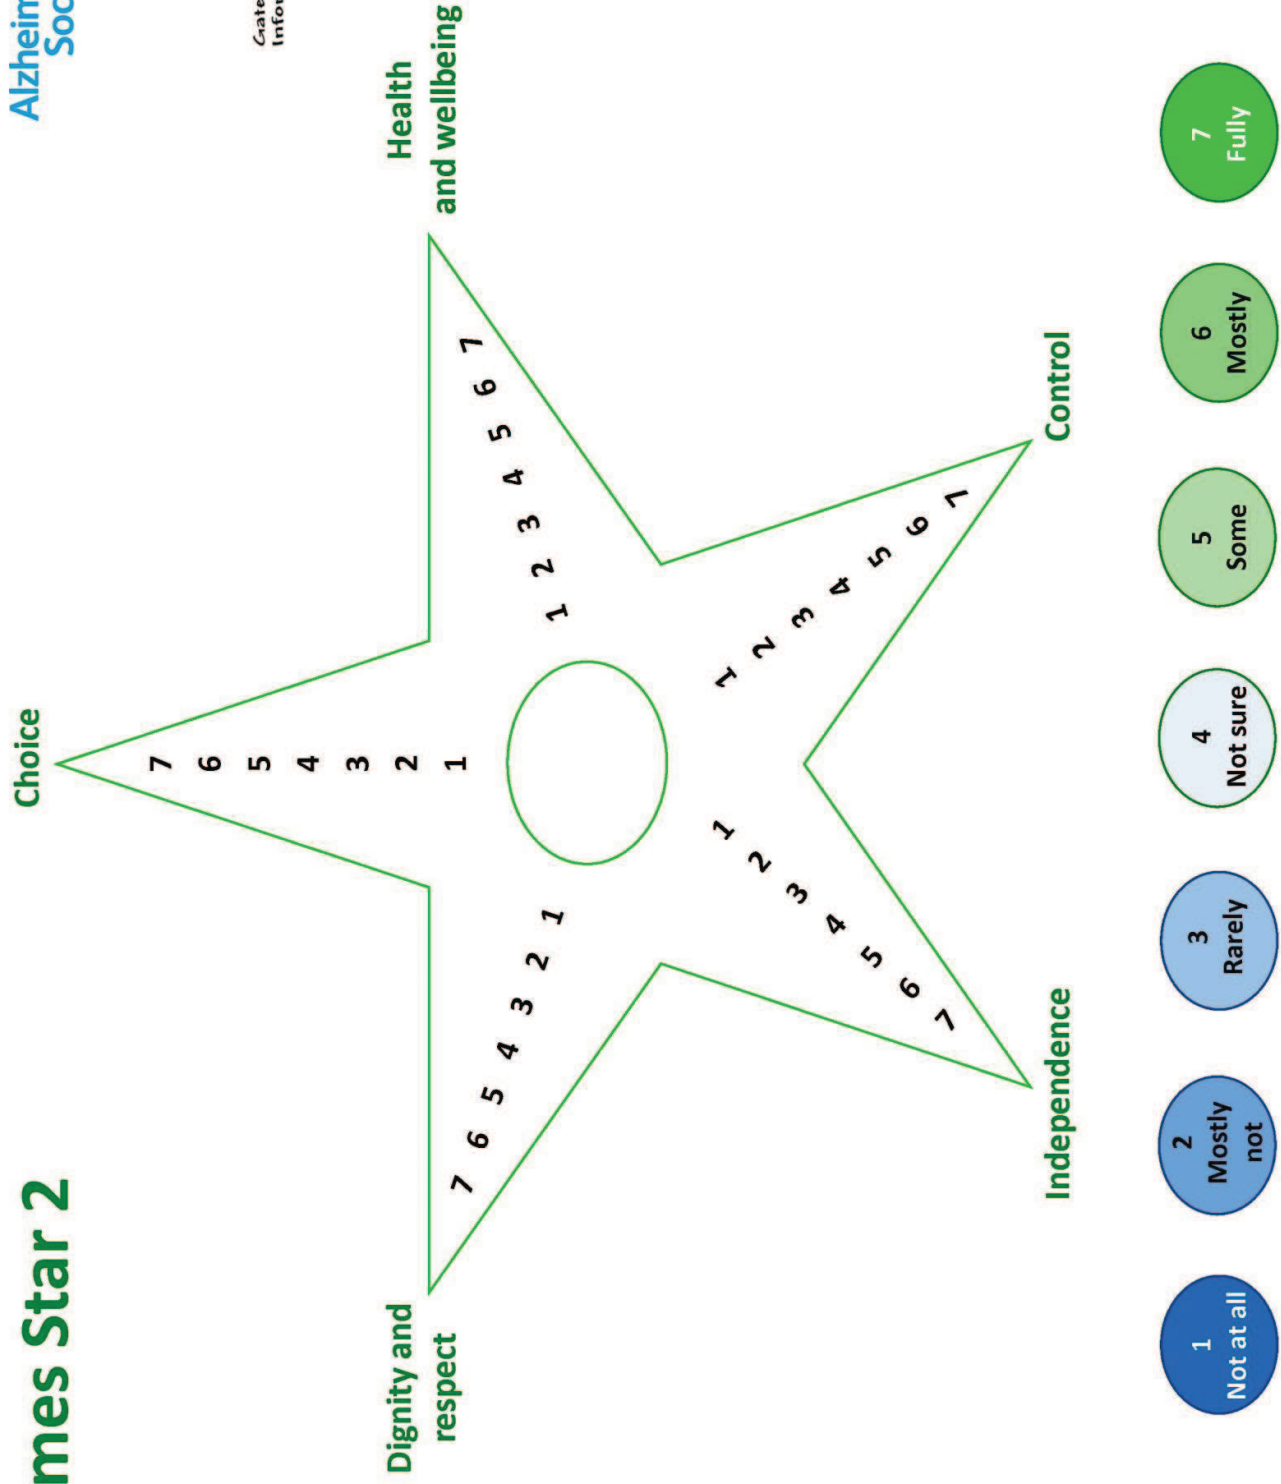 mes Star 2
Alzheim
Soc
Gate
Infor
Choice
7
6
5
4
3
2
1
Dignity and
respect
7 6 5 4 3 2 1
Health
and wellbeing
1 2 3 4 5 6 7
Independence
1 2 3 4 5 6 7
Control
1 2 3 4 5 6 7
1
Not at all
2
Mostly
not
3
Rarely
4
Not sure
5
Some
6
Mostly
7
Fully